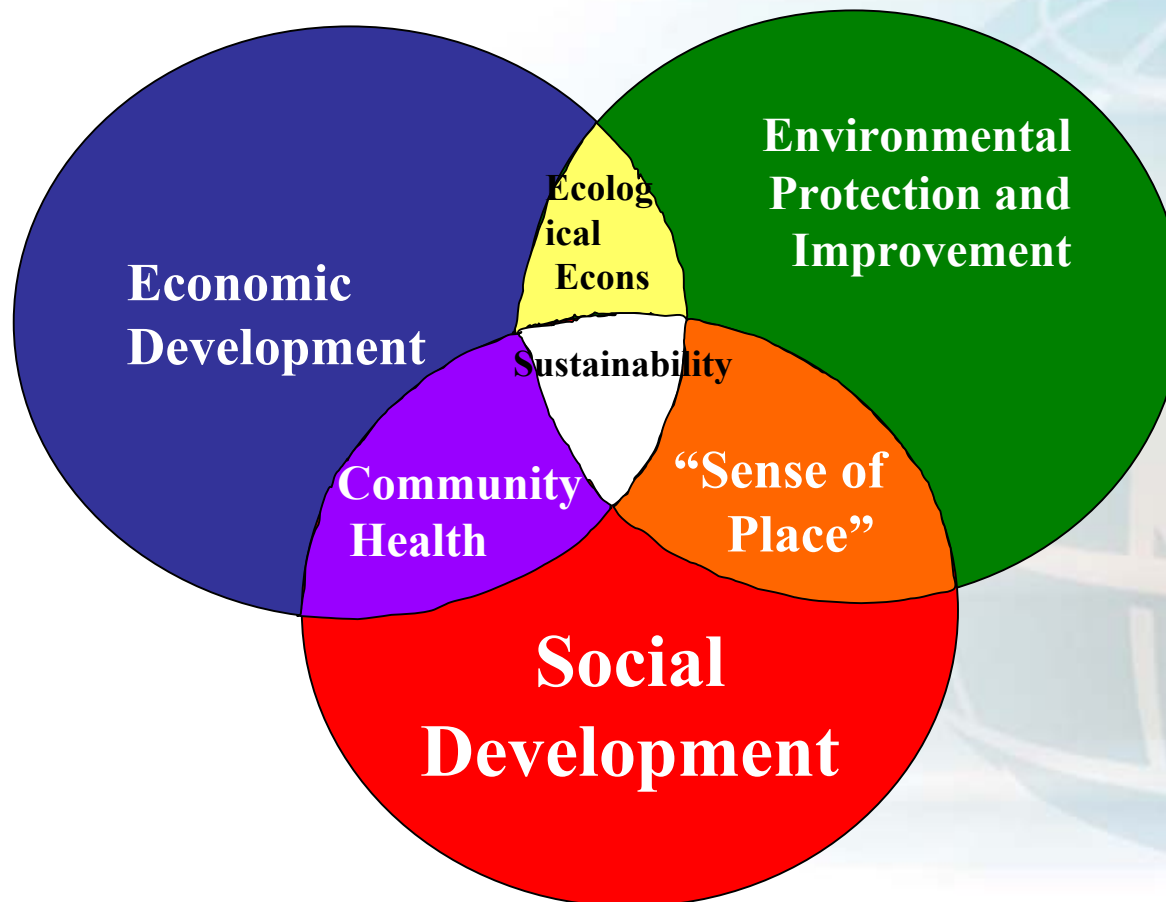 Environmental
Protection and
Improvement
Ecolog
ical
Econs
Economic
Development
Sustainability
Community
Health
“Sense of
Place”
Social
Development